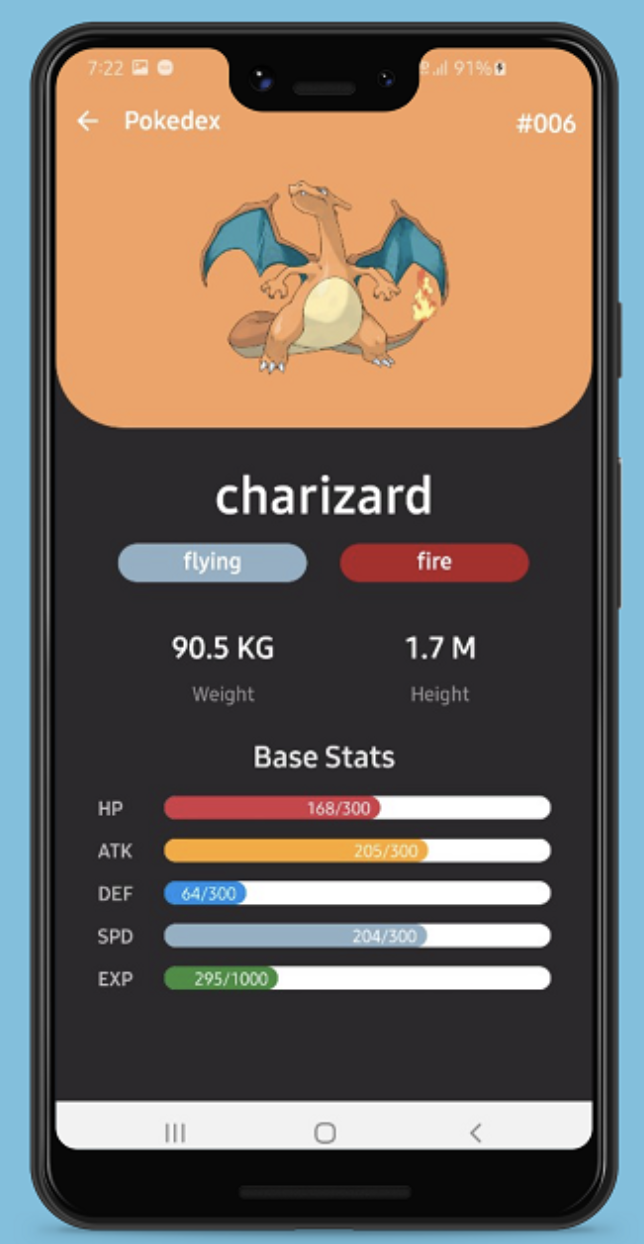 7:22 91%
Pokedex #006
charizard
flying fire
90.5 KG 1.7 M
Weight Height
Base Stats
HP 168/300
ATK 205/300
DEF 64/300
SPD 204/300
EXP 295/1000